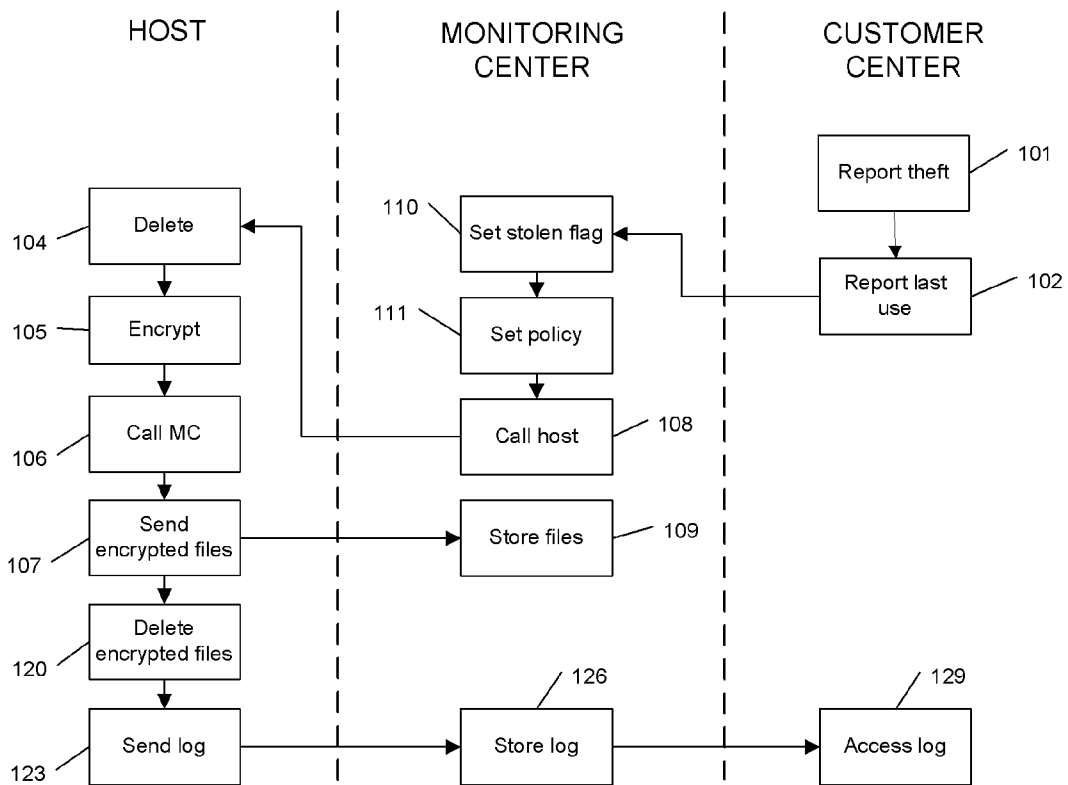 HOST
MONITORING
CENTER
CUSTOMER
CENTER
Report theft
101
Delete
104
110
Set stolen flag
Report last
use
102
Encrypt
105
111
Set policy
Call MC
106
Call host
108
Send
encrypted files
107
Store files
109
Delete
encrypted files
120
126
129
Send log
123
Store log
Access log